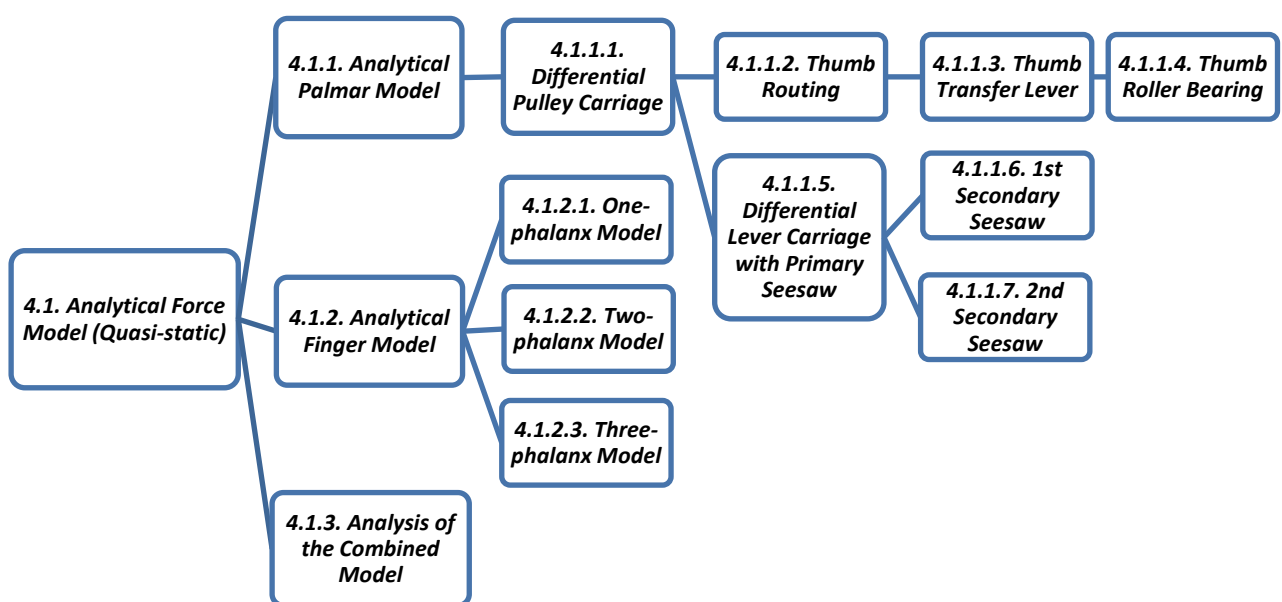 4.1. Analytical Force
Model (Quasi-static)
4.1.1. Analytical
Palmar Model
4.1.1.1.
Differential
Pulley Carriage
4.1.1.2. Thumb
Routing
4.1.1.3. Thumb
Transfer Lever
4.1.1.4. Thumb
Roller Bearing
4.1.1.5.
Differential
Lever Carriage
with Primary
Seesaw
4.1.1.6. 1st
Secondary
Seesaw
4.1.1.7. 2nd
Secondary
Seesaw
4.1.2. Analytical
Finger Model
4.1.2.1. One-
phalanx Model
4.1.2.2. Two-
phalanx Model
4.1.2.3. Three-
phalanx Model
4.1.3. Analysis of
the Combined
Model